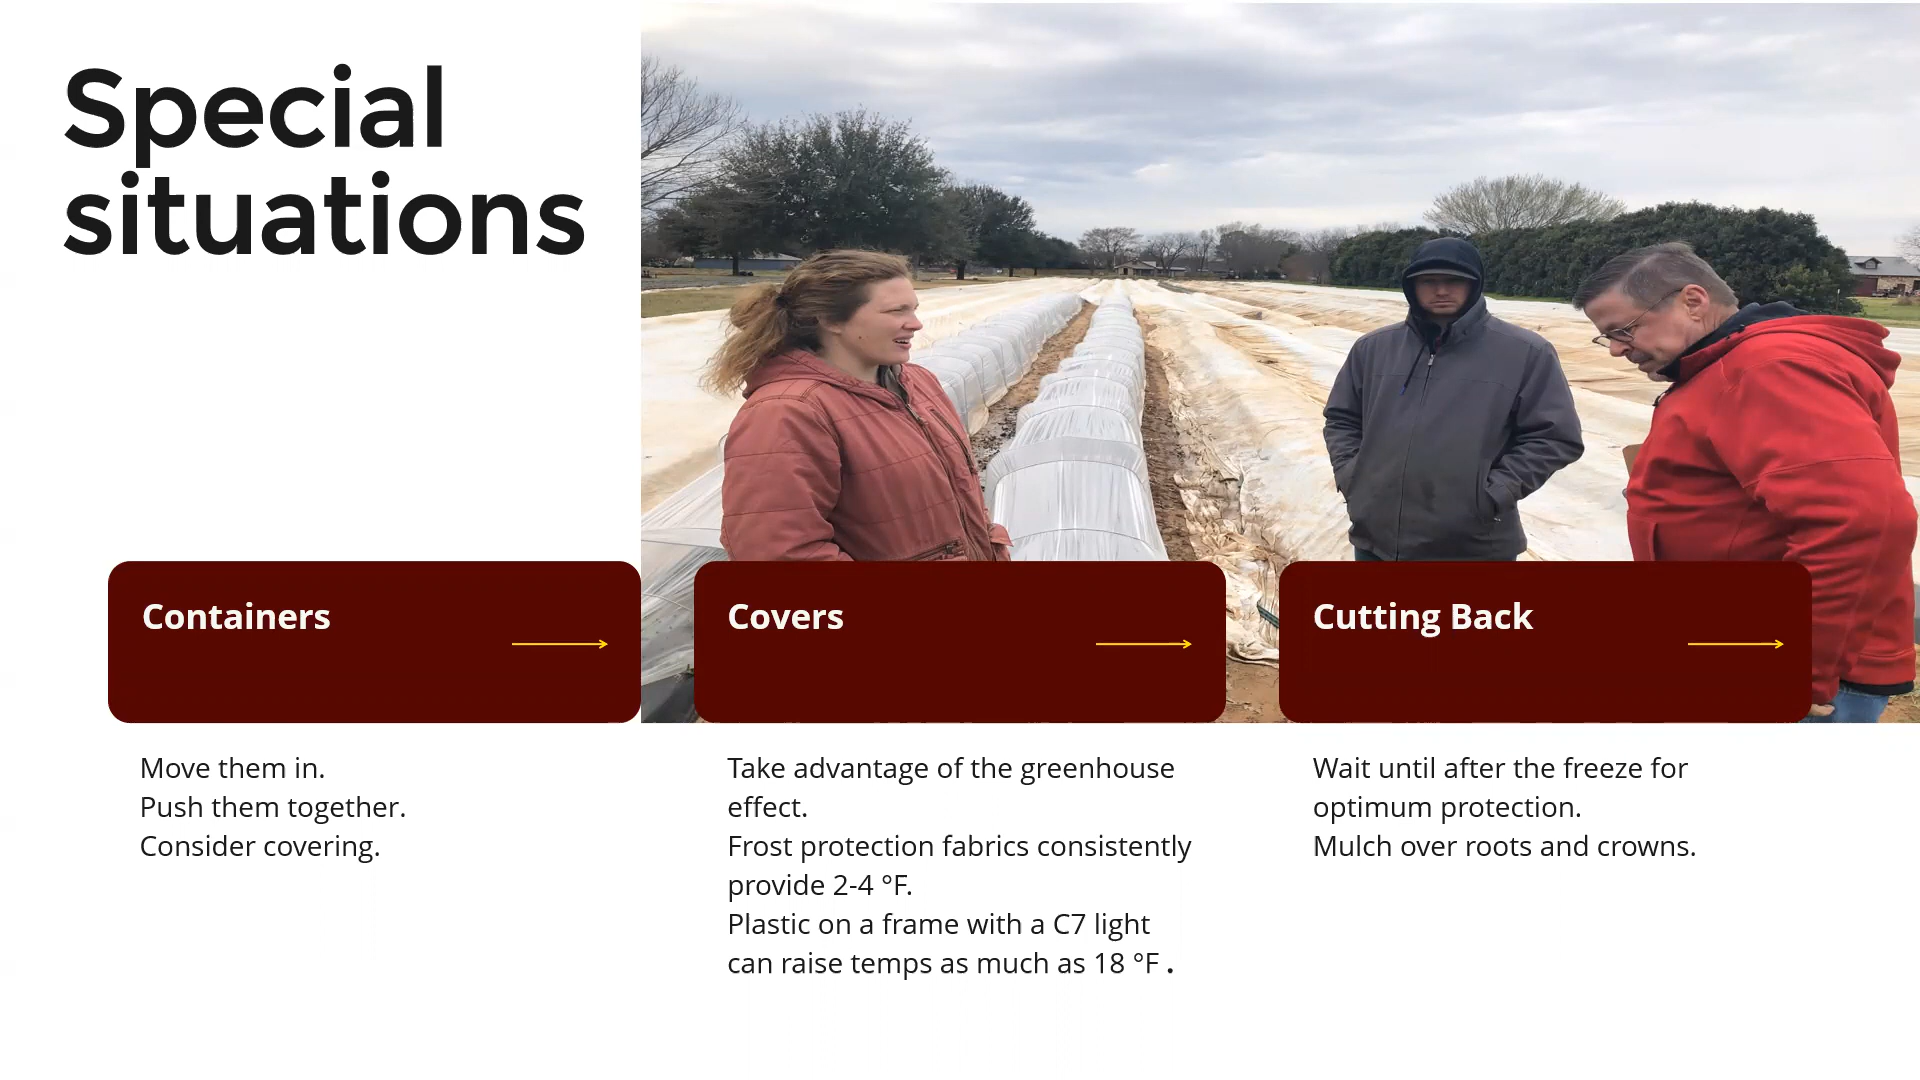 Special
situations
Containers
Move them in.
Push them together.
Consider covering.
Covers
Take advantage of the greenhouse
effect.
Frost protection fabrics consistently
provide 2-4 °F.
Plastic on a frame with a C7 light
can raise temps as much as 18 °F .
Cutting Back
Wait until after the freeze for
optimum protection.
Mulch over roots and crowns.